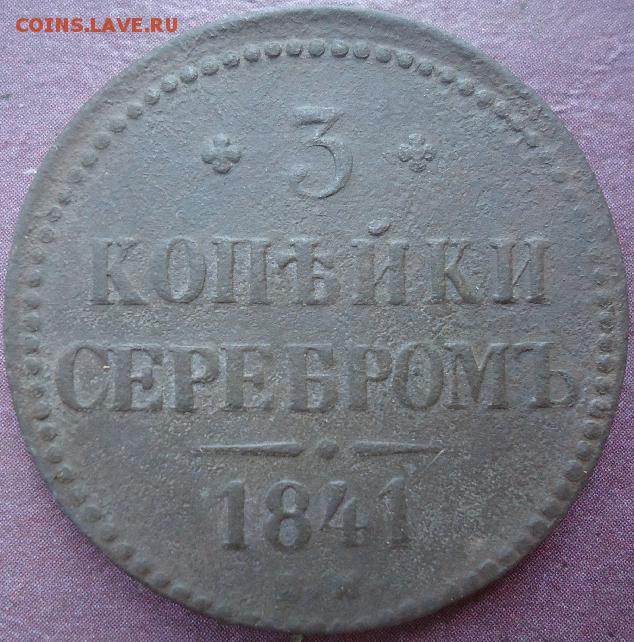 COINS.LAVE.RU
3
КОПѢЙКИ
СЕРЕБРОМЪ
1841